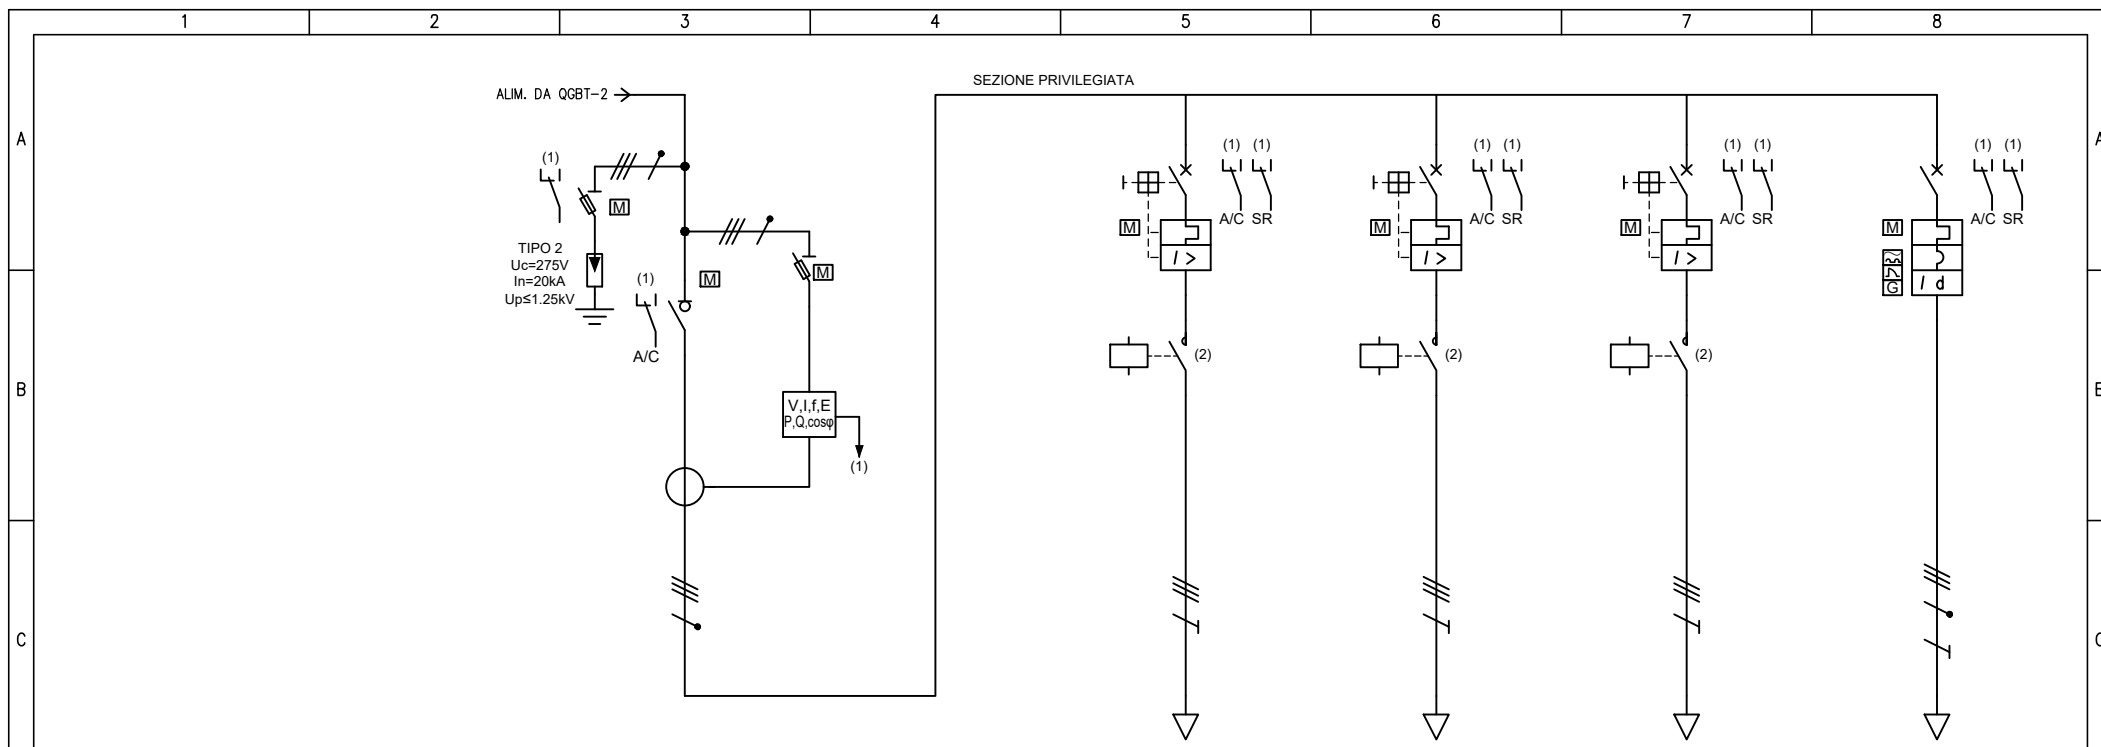 1 2 3 4 5 6 7 8
SEZIONE PRIVILEGIATA
ALIM. DA QGBT-2
A A
(1) (1) (1) (1) (1) (1) (1) (1) (1)
M
A/C SR A/C SR A/C SR A/C SR
M M M M
TIPO 2
Uc=275V
In=20kA
Up≤1.25kV
(1)
M M
I > I > I >
G
I d
A/C
(2) (2) (2)
B B
V,I,f,E
P,Q,cosφ
(1)
C C